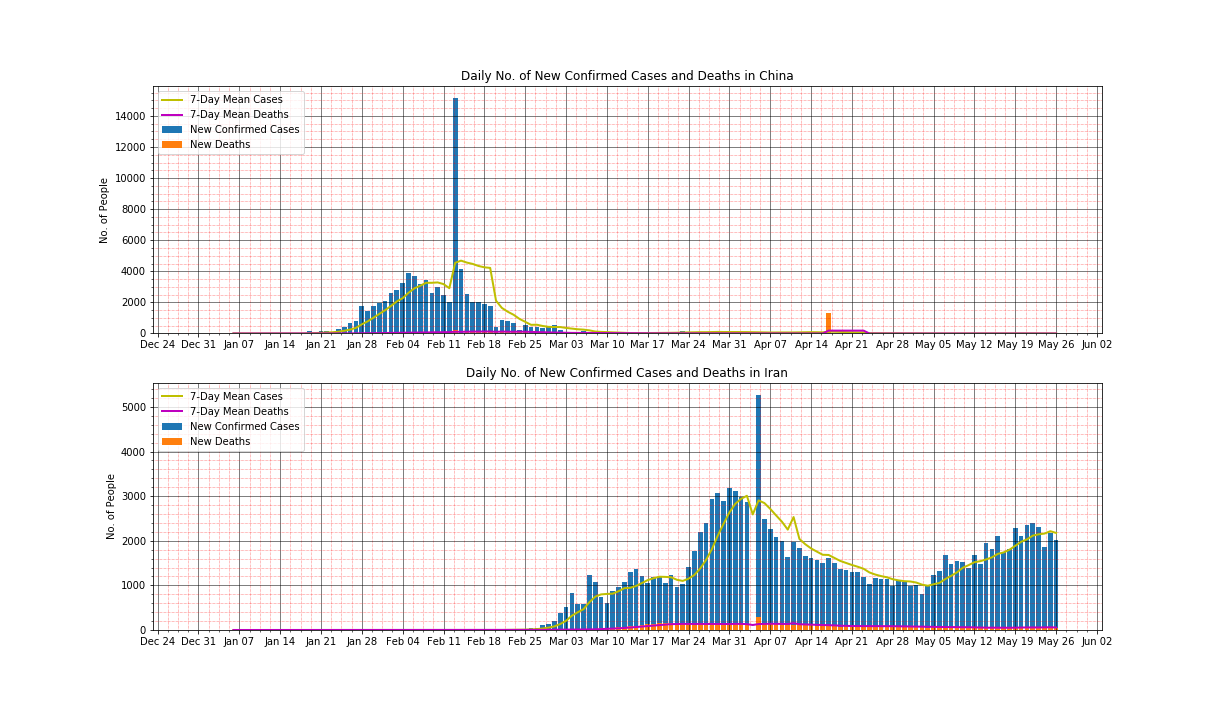 Daily No. of New Confirmed Cases and Deaths in China
7-Day Mean Cases
7-Day Mean Deaths
New Confirmed Cases
New Deaths
14000
12000
10000
8000
6000
4000
2000
0
No. of People
Dec 24 Dec 31 Jan 07 Jan 14 Jan 21 Jan 28 Feb 04 Feb 11 Feb 18 Feb 25 Mar 03 Mar 10 Mar 17 Mar 24 Mar 31 Apr 07 Apr 14 Apr 21 Apr 28 May 05 May 12 May 19 May 26 Jun 02
Daily No. of New Confirmed Cases and Deaths in Iran
7-Day Mean Cases
7-Day Mean Deaths
New Confirmed Cases
New Deaths
5000
4000
3000
2000
1000
0
No. of People
Dec 24 Dec 31 Jan 07 Jan 14 Jan 21 Jan 28 Feb 04 Feb 11 Feb 18 Feb 25 Mar 03 Mar 10 Mar 17 Mar 24 Mar 31 Apr 07 Apr 14 Apr 21 Apr 28 May 05 May 12 May 19 May 26 Jun 02